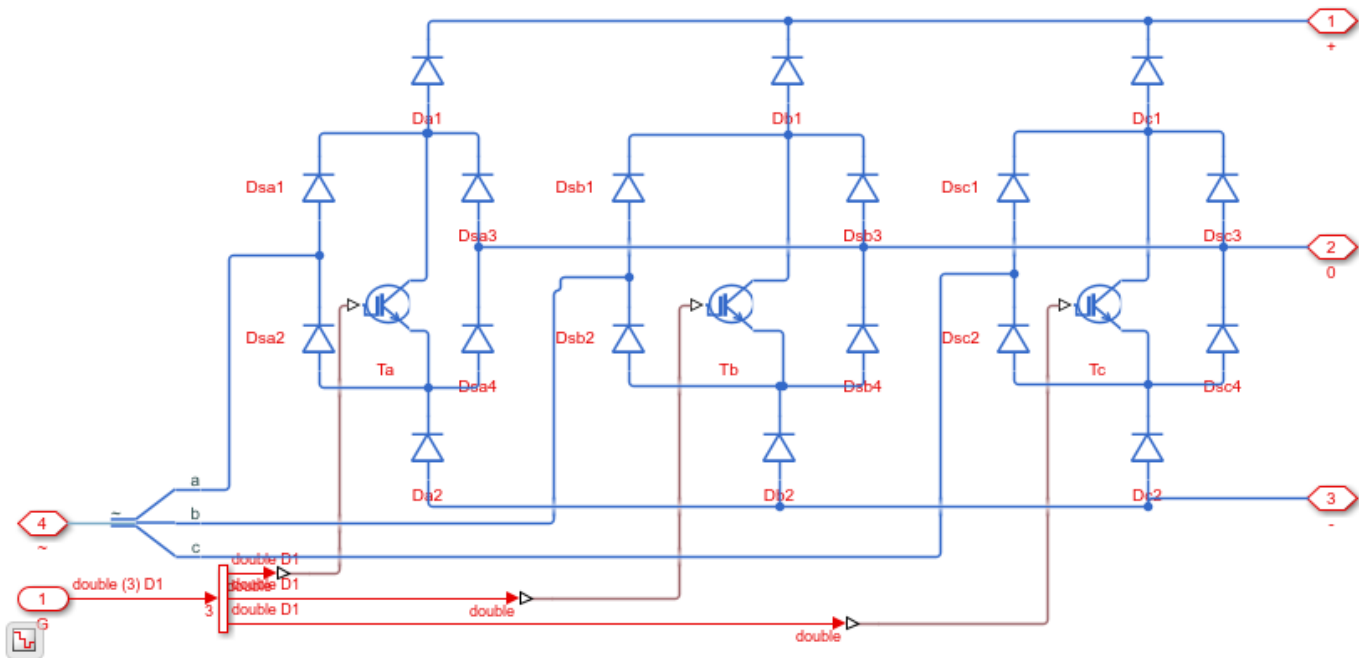 1
+
Da1
Db1
Dc1
Dsa1
Dsb1
Dsc1
Dsa3
Dsb3
Dsc3
2
0
Dsa2
Dsb2
Dsc2
Ta
Tb
Tc
Dsa4
Dsb4
Dsc4
a
Da2
Db2
Dc2
3
-
4
~
~
b
c
double D1
double
double (3) D1
double D1
1
3
double D1
double
G
double